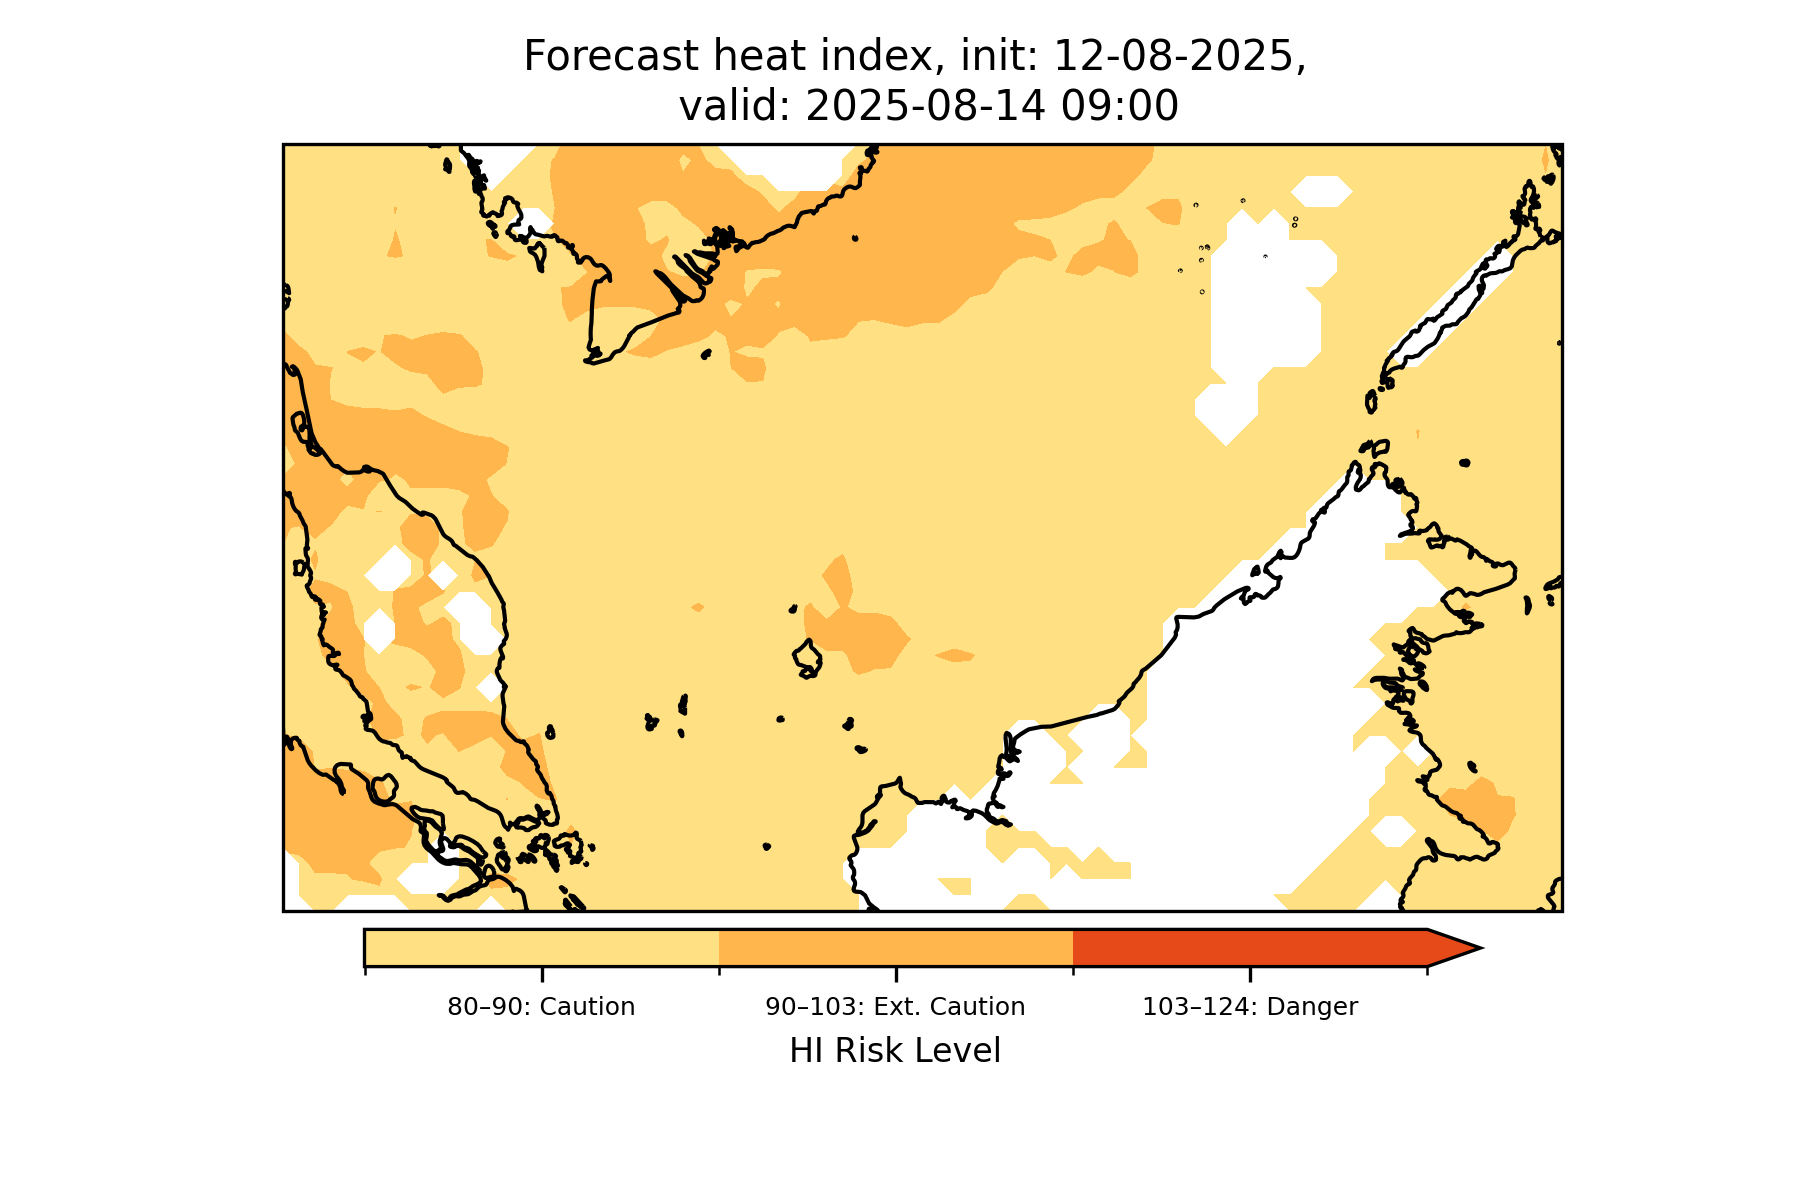 Forecast heat index, init: 12-08-2025,
valid: 2025-08-14 09:00
80–90: Caution
90–103: Ext. Caution
103–124: Danger
HI Risk Level